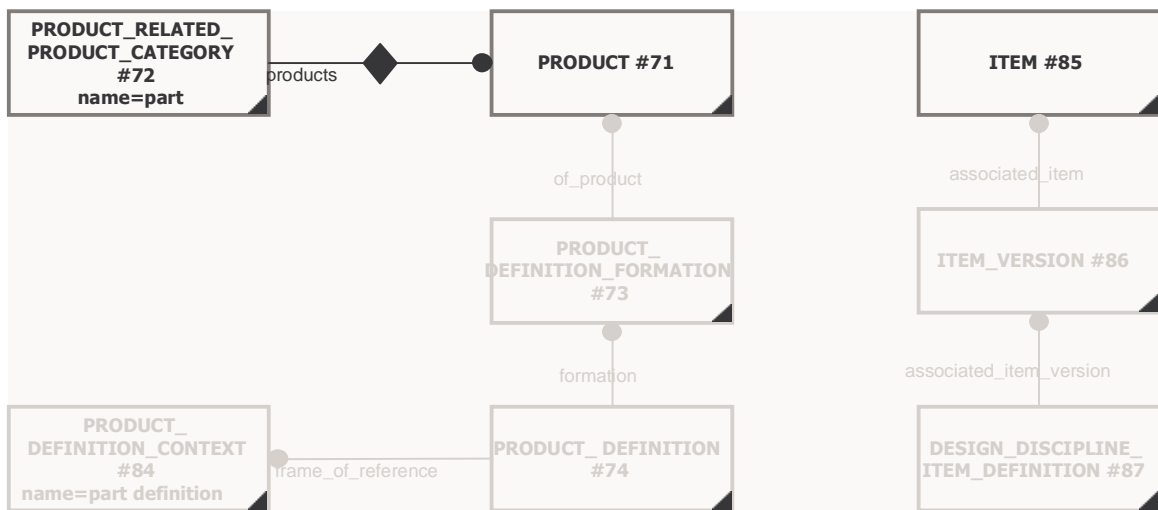 PRODUCT_RELATED_
PRODUCT_CATEGORY
#72
name=part
products
PRODUCT #71
ITEM #85
of_product
associated_item
PRODUCT_
DEFINITION_FORMATION
#73
ITEM_VERSION #86
formation
associated_item_version
PRODUCT_
DEFINITION_CONTEXT
#84
name=part definition
frame_of_reference
PRODUCT_ DEFINITION
#74
DESIGN_DISCIPLINE_
ITEM_DEFINITION #87